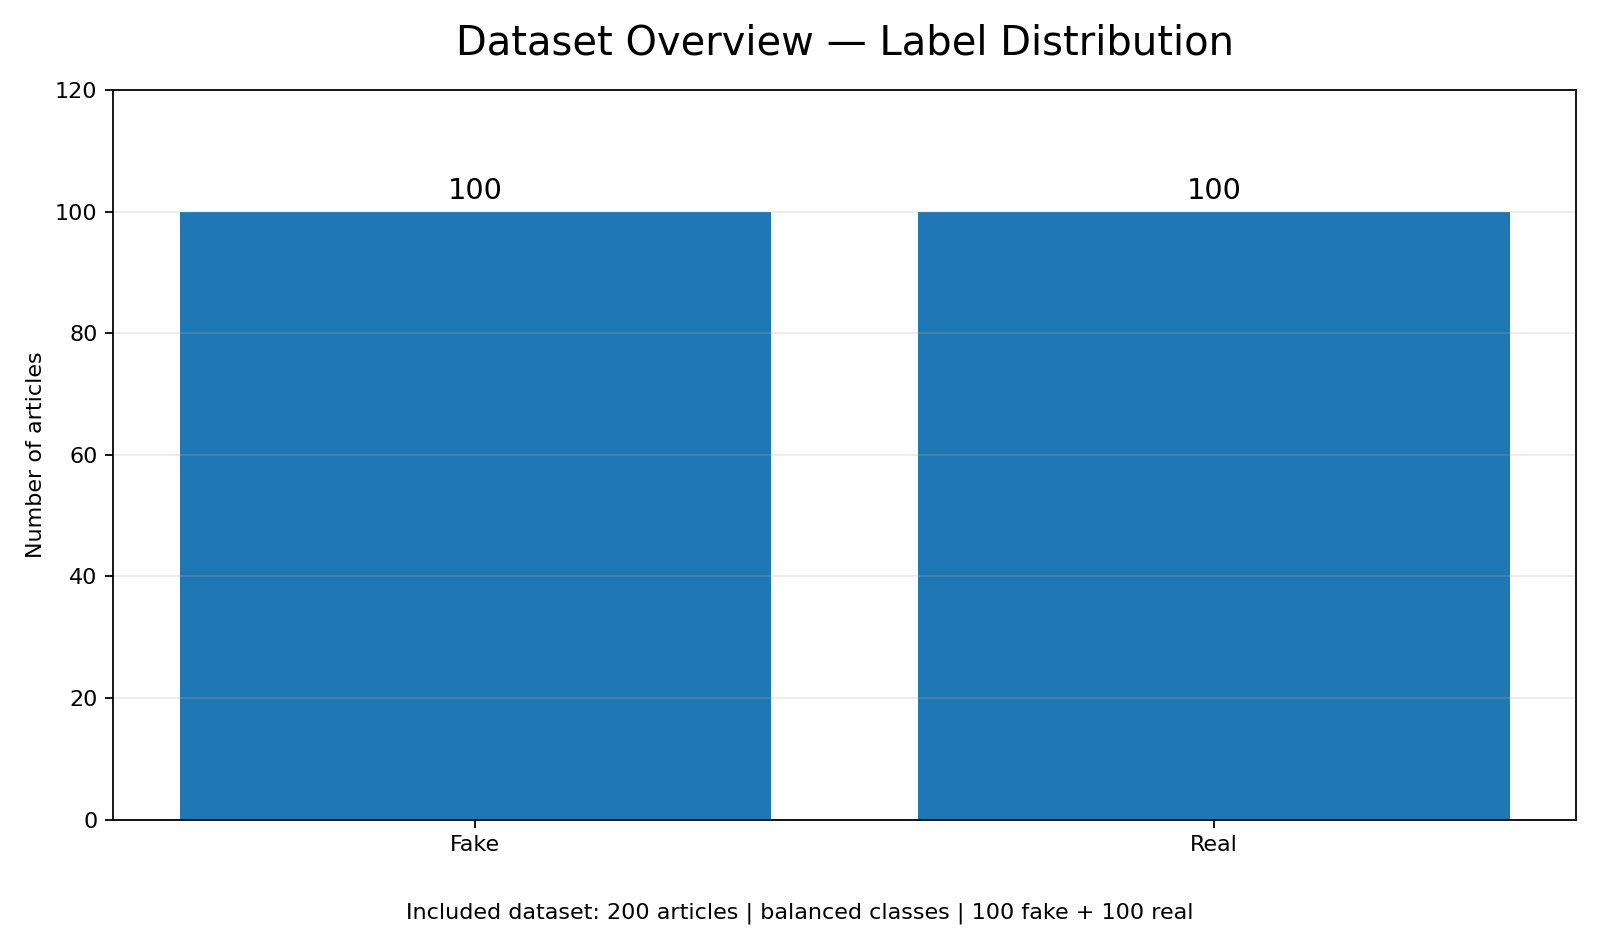 Dataset Overview — Label Distribution
120
100
80
60
40
20
0
Number of articles
100
100
Fake
Real
Included dataset: 200 articles | balanced classes | 100 fake + 100 real